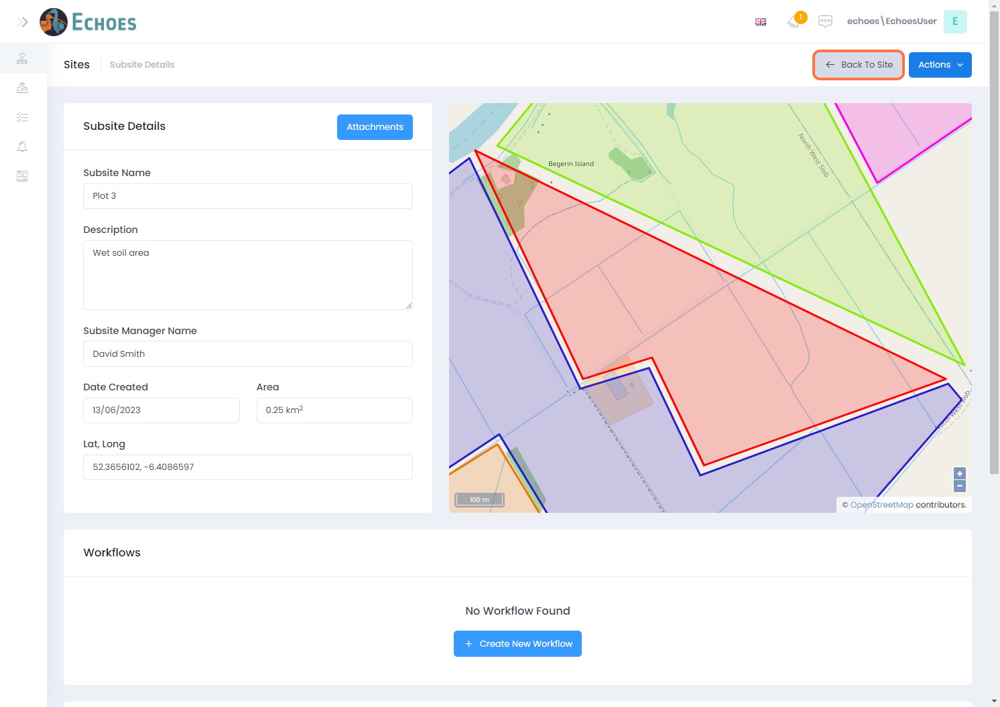 ECHOES
1
echoes\EchoesUser
E
Sites
Subsite Details
Back To Site
Actions
Subsite Details
Attachments
Subsite Name
Plot 3
Description
Wet soil area
Subsite Manager Name
David Smith
Date Created
Area
13/06/2023
0.25 km²
Lat, Long
52.3656102, -6.4086597
Begerin Island
North West Slob
North West Slob
+
−
100 m
© OpenStreetMap contributors.
Workflows
No Workflow Found
+ Create New Workflow